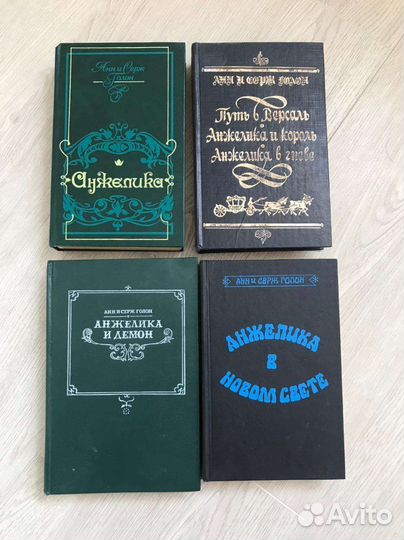 Анн и Серж
Голон
Анжелика
АНН И СЕРЖ ГОЛОН
Путь в Версаль
Анжелика и король
Анжелика в гневе
АНН И СЕРЖ ГОЛОН
АНЖЕЛИКА
И ДЕМОН
АНН И СЕРЖ ГОЛОН
АНЖЕЛИКА
В
НОВОМ СВЕТЕ
Avito